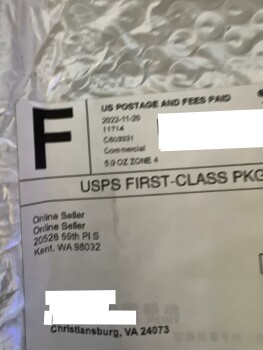 F
US POSTAGE AND FEES PAID
2022-11-26
11714
C809331
Commercial
5.0 OZ ZONE 4
USPS FIRST-CLASS PKG
Online Seller
Online Seller
20526 59th Pl S
Kent, WA 98032
Christiansburg, VA 24073